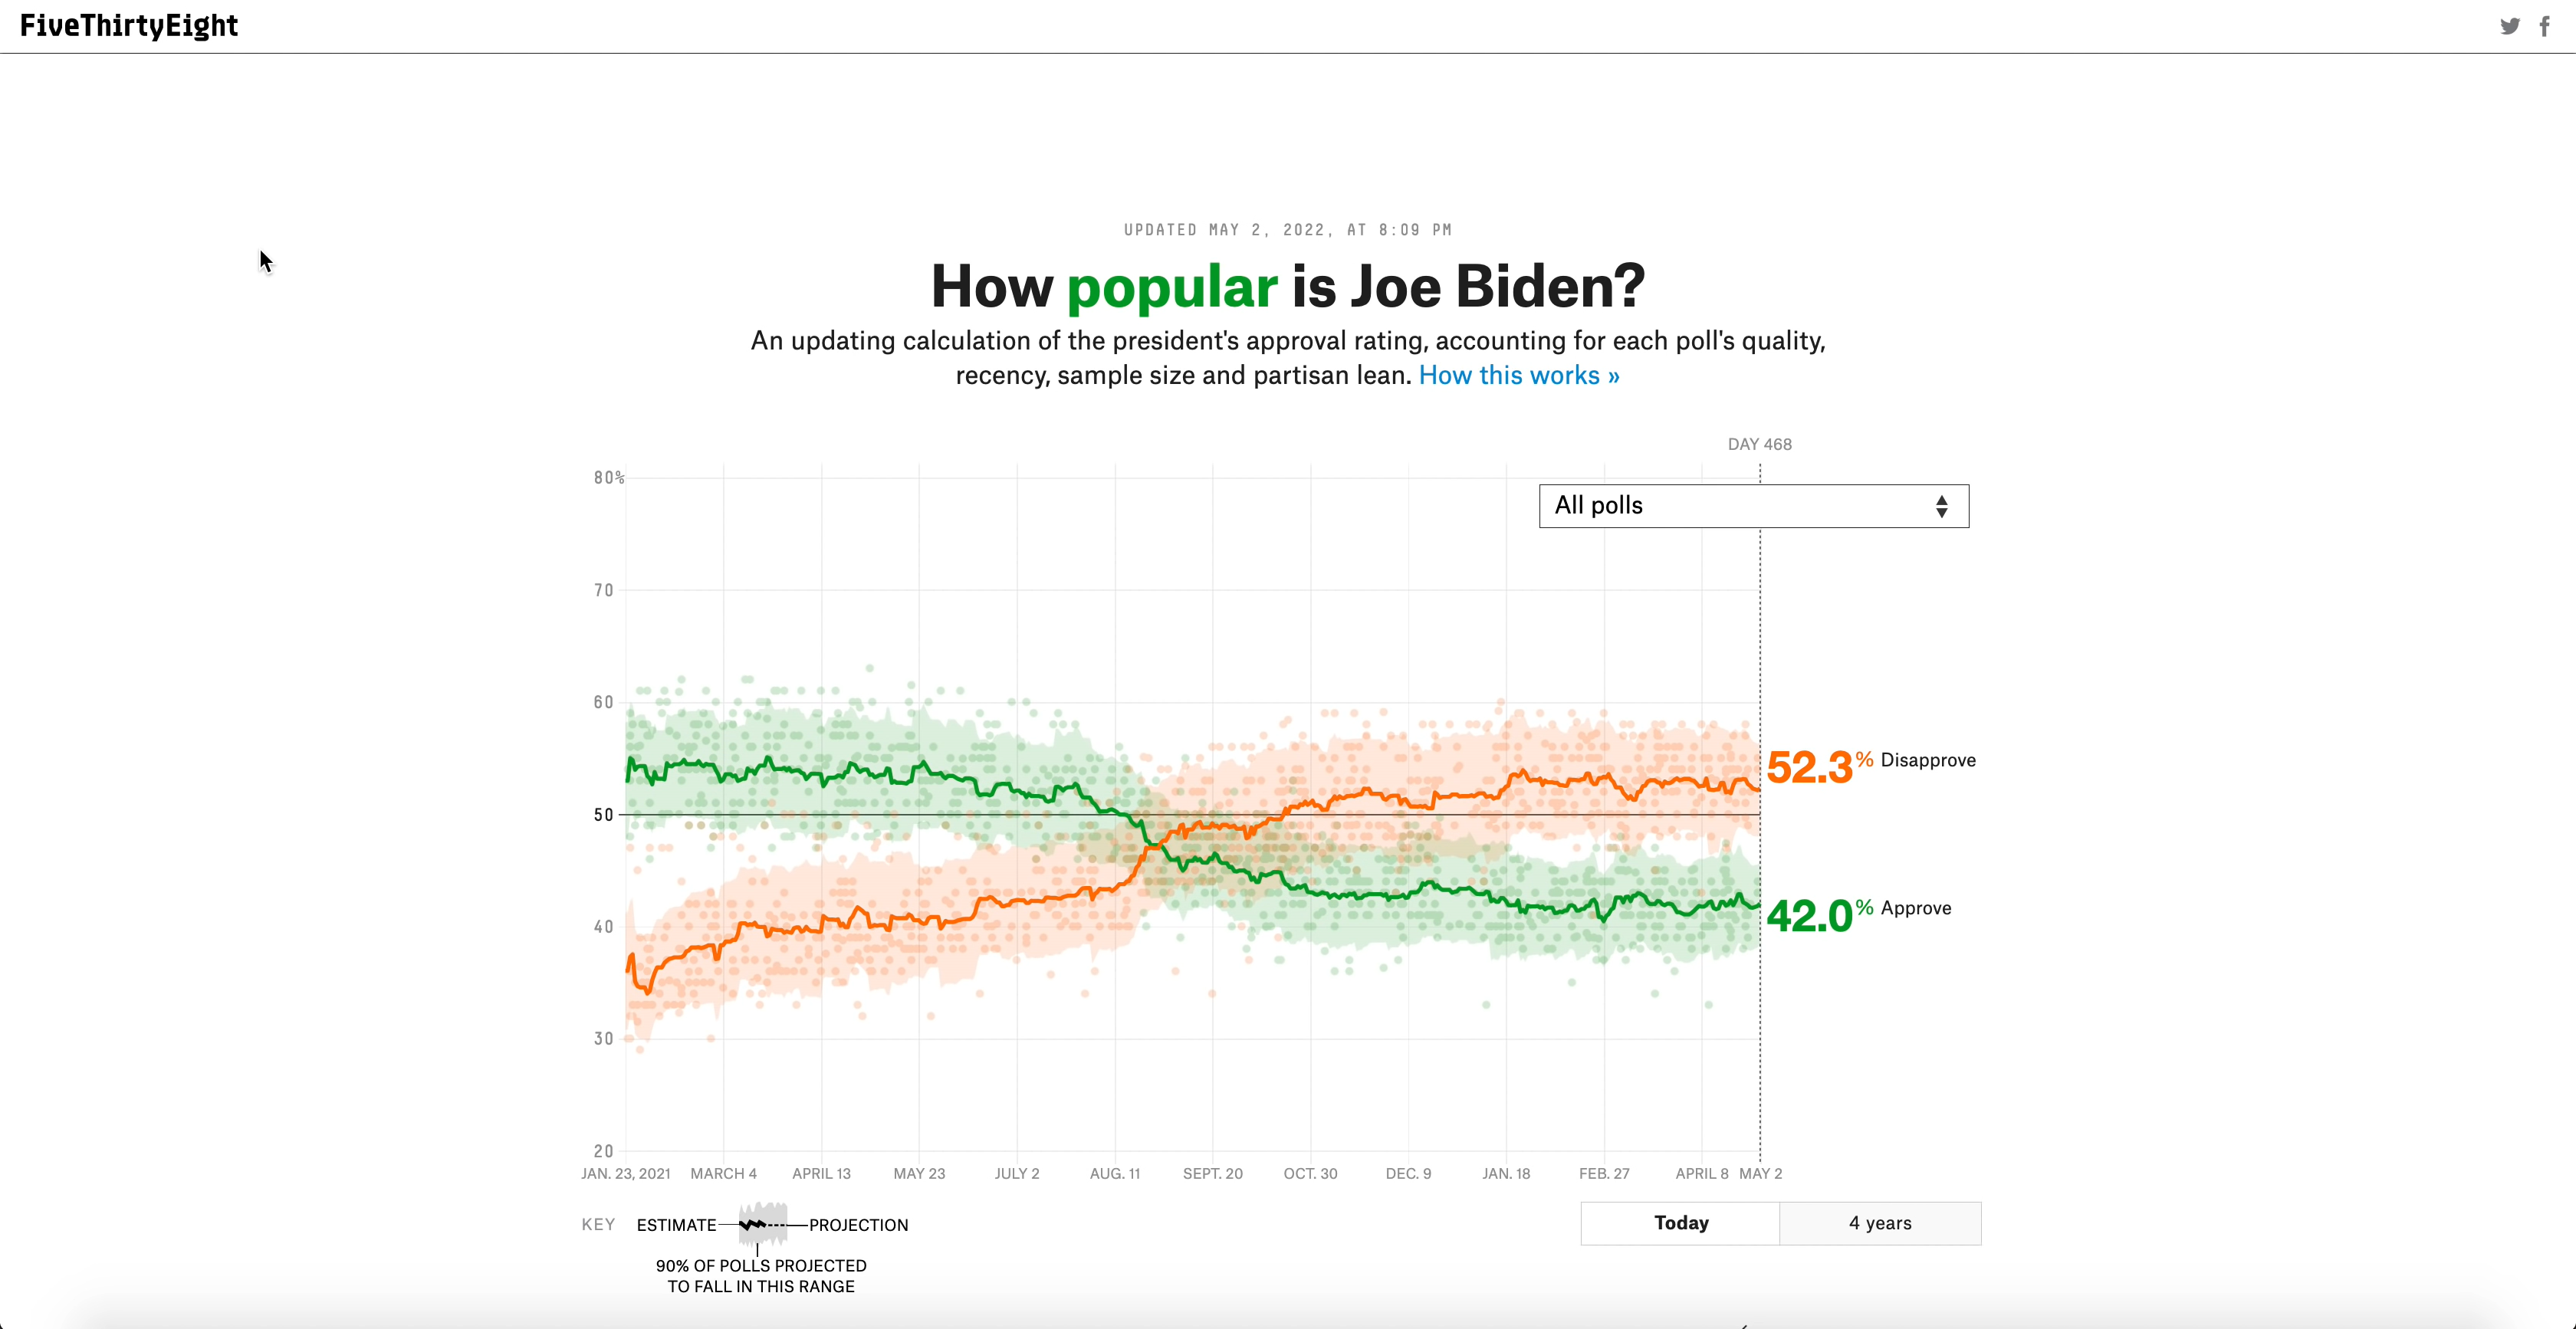 FiveThirtyEight
UPDATED MAY 2, 2022, AT 8:09 PM
How popular is Joe Biden?
An updating calculation of the president's approval rating, accounting for each poll's quality,
recency, sample size and partisan lean. How this works »
DAY 468
80%
All polls
70
60
50
40
30
20
52.3% Disapprove
42.0% Approve
JAN. 23, 2021 MARCH 4 APRIL 13 MAY 23 JULY 2 AUG. 11 SEPT. 20 OCT. 30 DEC. 9 JAN. 18 FEB. 27 APRIL 8 MAY 2
KEY ESTIMATE PROJECTION
90% OF POLLS PROJECTED
TO FALL IN THIS RANGE
Today 4 years